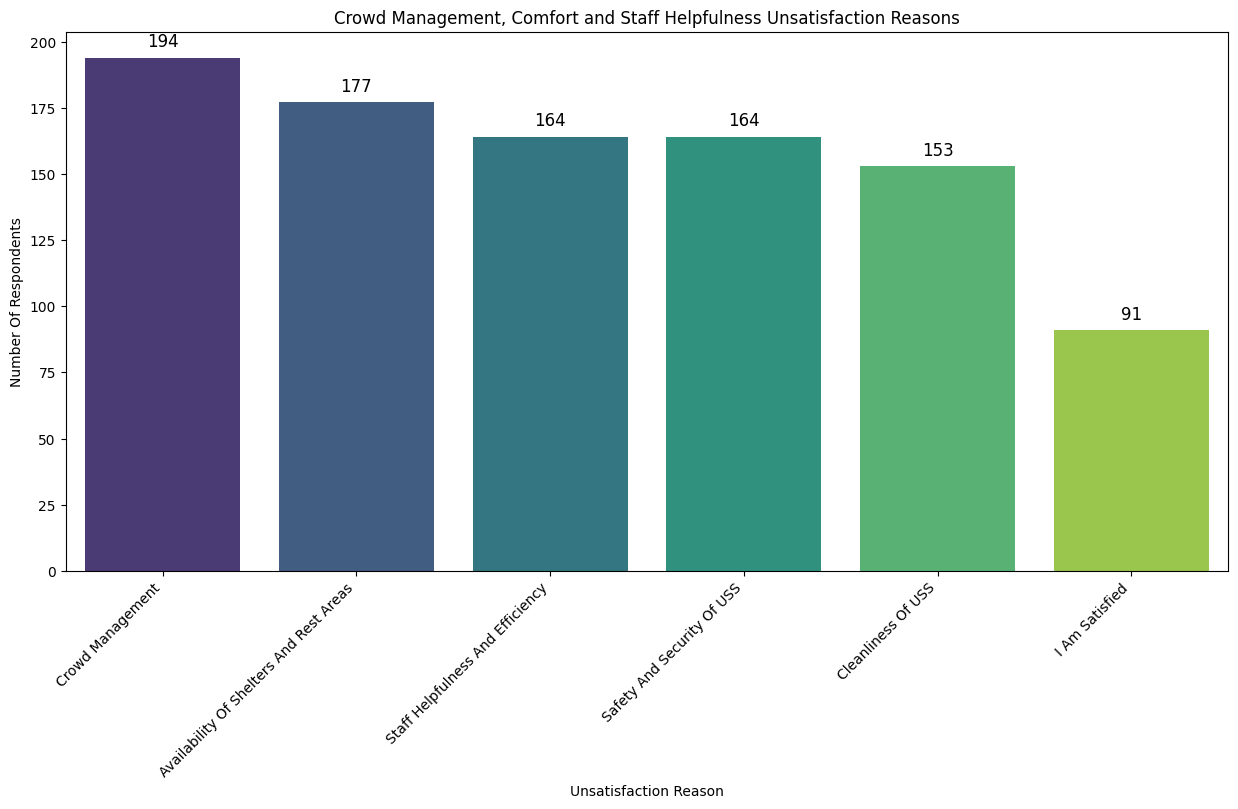 Crowd Management, Comfort and Staff Helpfulness Unsatisfaction Reasons
Number Of Respondents
200
175
150
125
100
75
50
25
0
194
177
164
164
153
91
Crowd Management
Availability Of Shelters And Rest Areas
Staff Helpfulness And Efficiency
Safety And Security Of USS
Cleanliness Of USS
I Am Satisfied
Unsatisfaction Reason